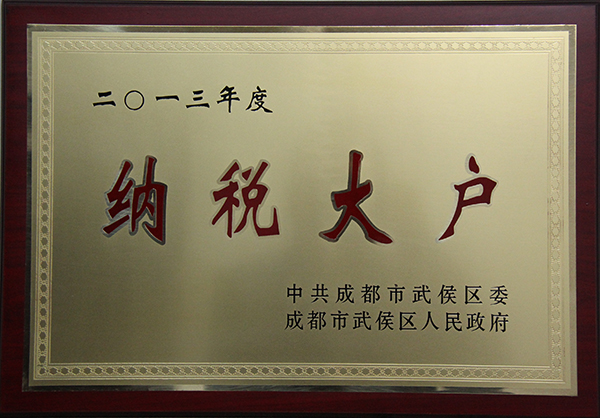 二〇一三年度
纳税大户
中共成都市武侯区委
成都市武侯区人民政府